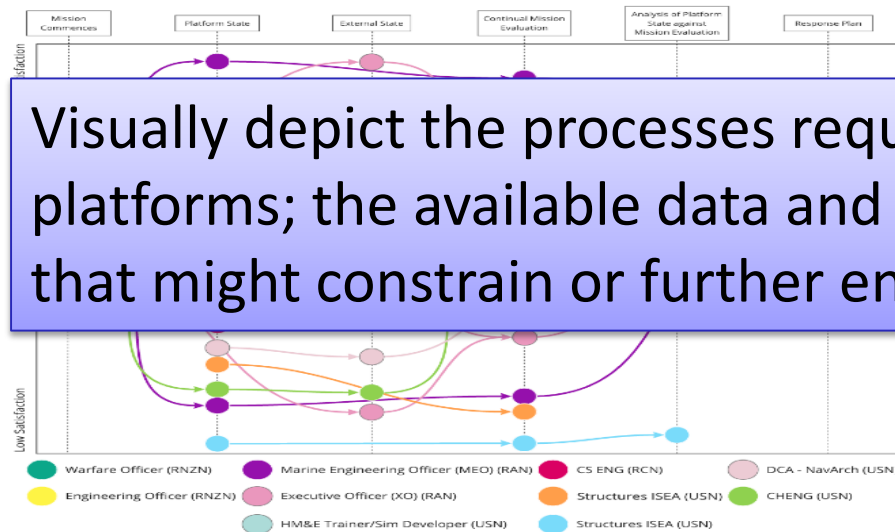 Mission
Commences
Platform State
External State
Continual Mission
Evaluation
Analysis of Platform
State against
Mission Evaluation
Response Plan
Visually depict the processes
platforms; the available data and
that might constrain or further
Low Satisfaction
Warfare Officer (RNZN)
Marine Engineering Officer (MEO) (RAN)
CS ENG (RCN)
DCA - NavArch (USN
Engineering Officer (RNZN)
Executive Officer (XO) (RAN)
Structures ISEA (USN)
CHENG (USN)
HM&E Trainer/Sim Developer (USN)
Structures ISEA (USN)